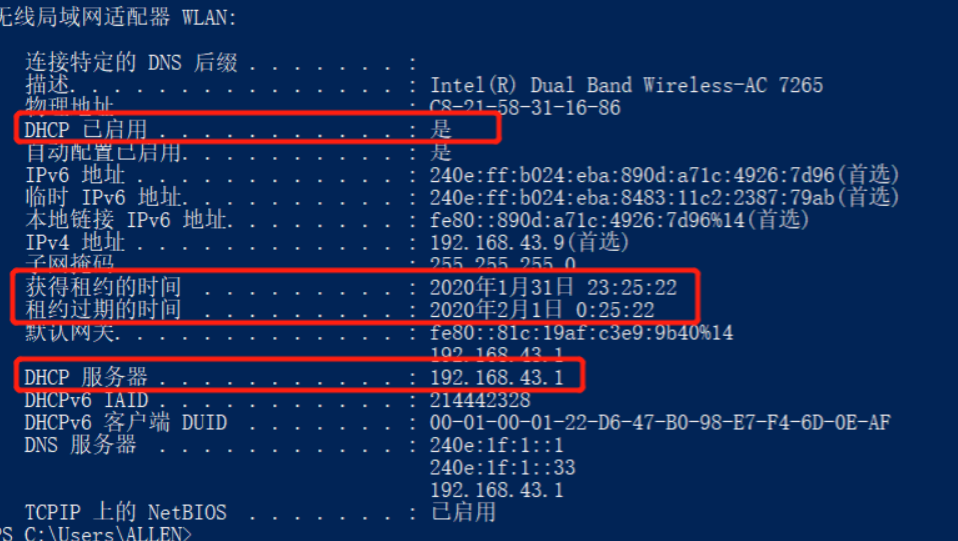 无线局域网适配器 WLAN:
连接特定的 DNS 后缀 . . . . . . . :
描述. . . . . . . . . . . . . . . : Intel(R) Dual Band Wireless-AC 7265
物理地址. . . . . . . . . . . . . : C8-21-58-31-16-86
DHCP 已启用 . . . . . . . . . . . : 是
自动配置已启用. . . . . . . . . . : 是
IPv6 地址 . . . . . . . . . . . . : 240e:ff:b024:eba:890d:a71c:4926:7d96(首选)
临时 IPv6 地址. . . . . . . . . . : 240e:ff:b024:eba:8483:11c2:2387:79ab(首选)
本地链接 IPv6 地址. . . . . . . . : fe80::890d:a71c:4926:7d96%14(首选)
IPv4 地址 . . . . . . . . . . . . : 192.168.43.9(首选)
子网掩码 . . . . . . . . . . . . : 255.255.255.0
获得租约的时间 . . . . . . . . . : 2020年1月31日 23:25:22
租约过期的时间 . . . . . . . . . : 2020年2月1日 0:25:22
默认网关. . . . . . . . . . . . . : fe80::81c:19af:c3e9:9b40%14
192.168.43.1
DHCP 服务器 . . . . . . . . . . . : 192.168.43.1
DHCPv6 IAID . . . . . . . . . . . : 214442328
DHCPv6 客户端 DUID . . . . . . . : 00-01-00-01-22-D6-47-B0-98-E7-F4-6D-0E-AF
DNS 服务器 . . . . . . . . . . . : 240e:1f:1::1
240e:1f:1::33
192.168.43.1
TCPIP 上的 NetBIOS . . . . . . . : 已启用
PS C:\Users\ALLEN>